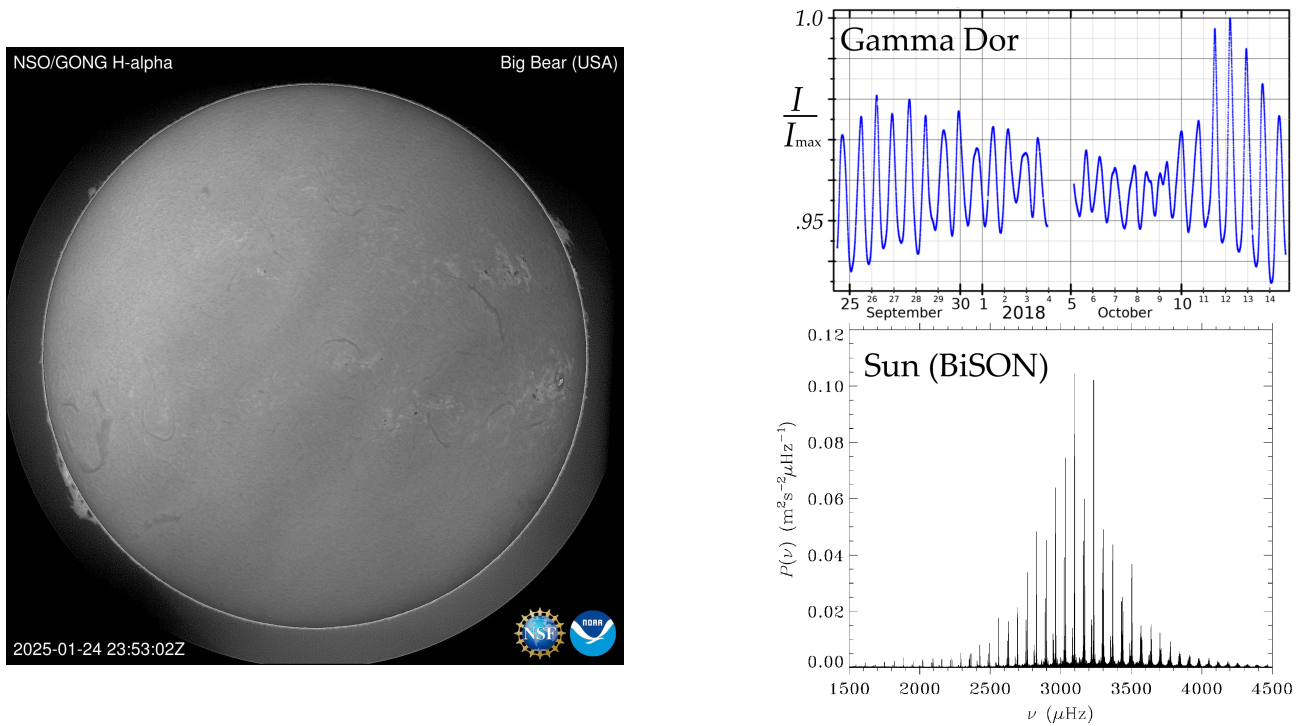 NSO/GONG H-alpha
Big Bear (USA)
2025-01-24 23:53:02Z
NSF
NOAA
Gamma Dor
1.0
I
Imax
.95
25 26 27 28 29 30 1 2 3 4 5 6 7 8 9 10 11 12 13 14
September 2018 October
Sun (BiSON)
0.12
0.10
0.08
0.06
0.04
0.02
0.00
P(ν) (m²s⁻²μHz⁻¹)
1500 2000 2500 3000 3500 4000 4500
ν (μHz)